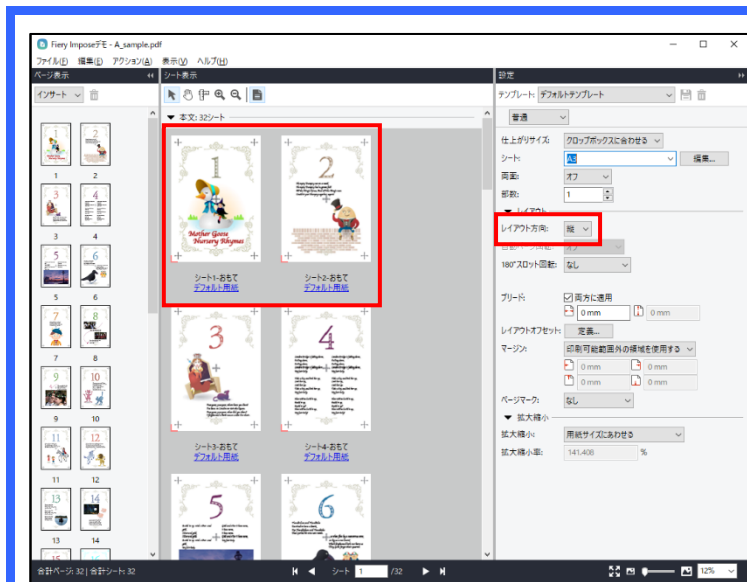 Fiery Imposeデモ - A_sample.pdf
ファイル(F) 編集(E) アクション(A) 表示(V) ヘルプ(H)
ページ表示
インサート
1 2
3 4
5 6
7 8
9 10
11 12
13 14
シート表示
本文: 32シート
1
Mother Goose
Nursery Rhymes
2
シート1-おもて
デフォルト用紙
シート2-おもて
デフォルト用紙
3
4
シート3-おもて
デフォルト用紙
シート4-おもて
デフォルト用紙
5
6
設定
テンプレート: デフォルトテンプレート
普通
仕上がりサイズ: クロップボックスに合わせる
シート: A3 編集...
両面: オフ
部数: 1
レイアウト
レイアウト方向: 縦
180°スロット回転: なし
ブリード: 両方に適用
0 mm 0 mm
レイアウトオフセット: 定義...
マージン: 印刷可能範囲外の領域を使用する
0 mm 0 mm
0 mm 0 mm
ページマーク: なし
拡大縮小
拡大縮小: 用紙サイズにあわせる
拡大縮小率: 141.408 %
合計ページ: 32 | 合計シート: 32
シート 1 /32
12%